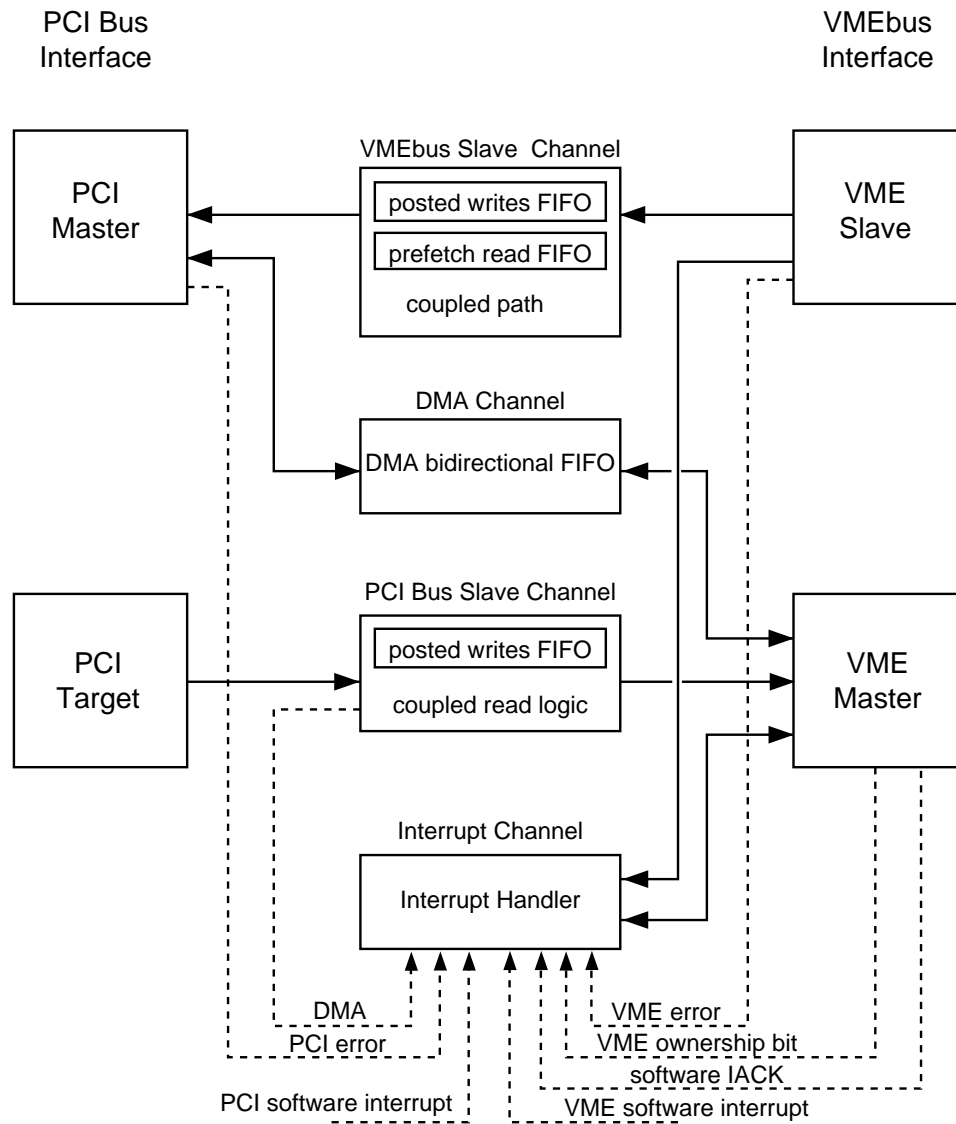 PCI Bus
Interface
VMEbus
Interface
VMEbus Slave  Channel
PCI
Master
posted writes FIFO
prefetch read FIFO
coupled path
VME
Slave
DMA Channel
DMA bidirectional FIFO
PCI Bus Slave Channel
PCI
Target
posted writes FIFO
coupled read logic
VME
Master
Interrupt Channel
Interrupt Handler
DMA
VME error
PCI error
VME ownership bit
software IACK
PCI software interrupt
VME software interrupt